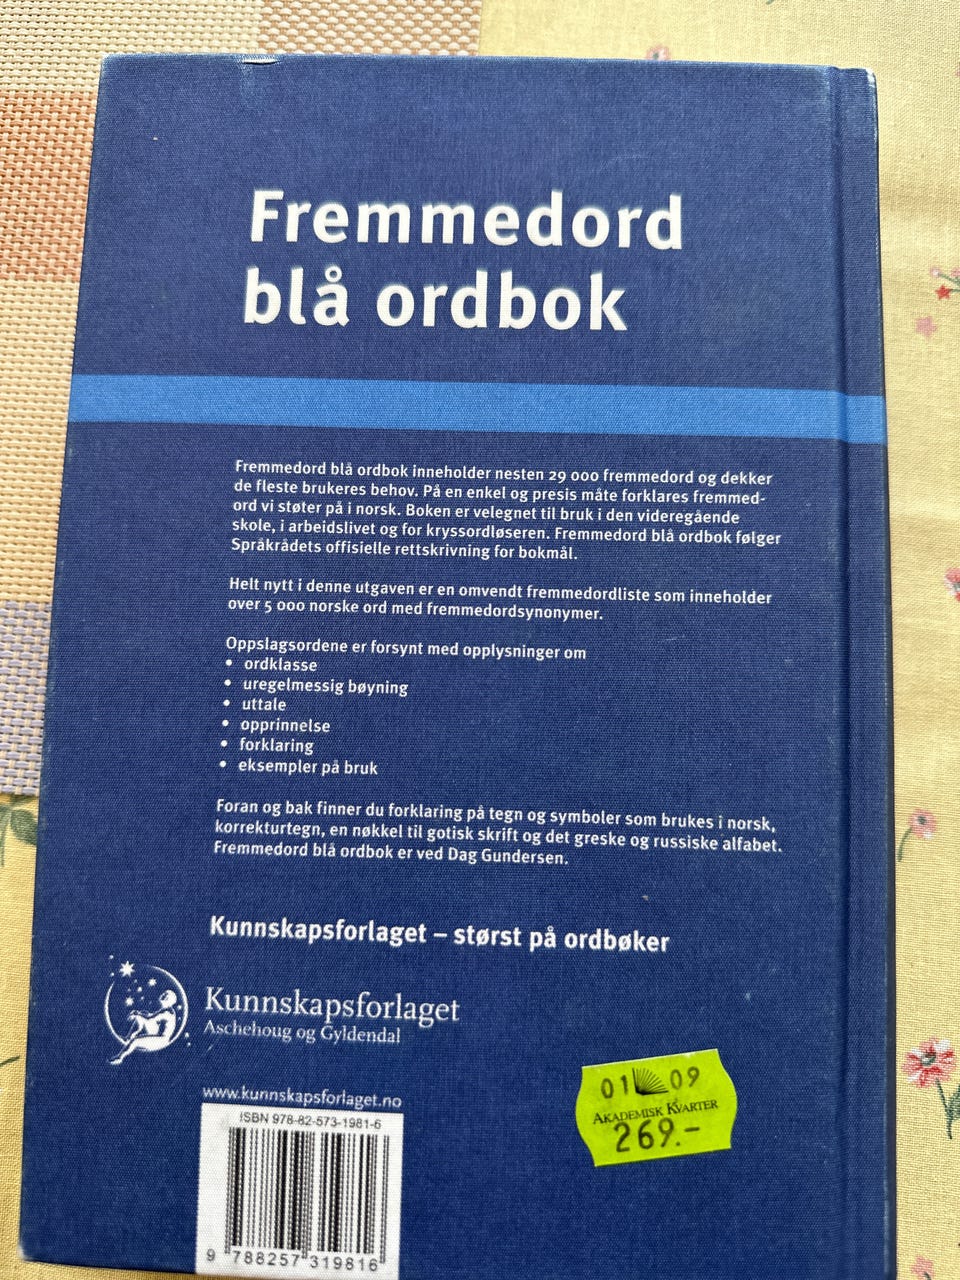 Fremmedord
blå ordbok
Fremmedord blå ordbok inneholder nesten 29 000 fremmedord og dekker
de fleste brukeres behov. På en enkel og presis måte forklares fremmed-
ord vi støter på i norsk. Boken er velegnet til bruk i den videregående
skole, i arbeidslivet og for kryssordløseren. Fremmedord blå ordbok følger
Språkrådets offisielle rettskrivning for bokmål.
Helt nytt i denne utgaven er en omvendt fremmedordliste som inneholder
over 5 000 norske ord med fremmedordsynonymer.
Oppslagsordene er forsynt med opplysninger om
• ordklasse
• uregelmessig bøyning
• uttale
• opprinnelse
• forklaring
• eksempler på bruk
Foran og bak finner du forklaring på tegn og symboler som brukes i norsk,
korrekturtegn, en nøkkel til gotisk skrift og det greske og russiske alfabet.
Fremmedord blå ordbok er ved Dag Gundersen.
Kunnskapsforlaget – størst på ordbøker
Kunnskapsforlaget
Aschehoug og Gyldendal
www.kunnskapsforlaget.no
ISBN 978-82-573-1981-6
9 788257 319816
01 09
AKADEMISK KVARTER
269.-